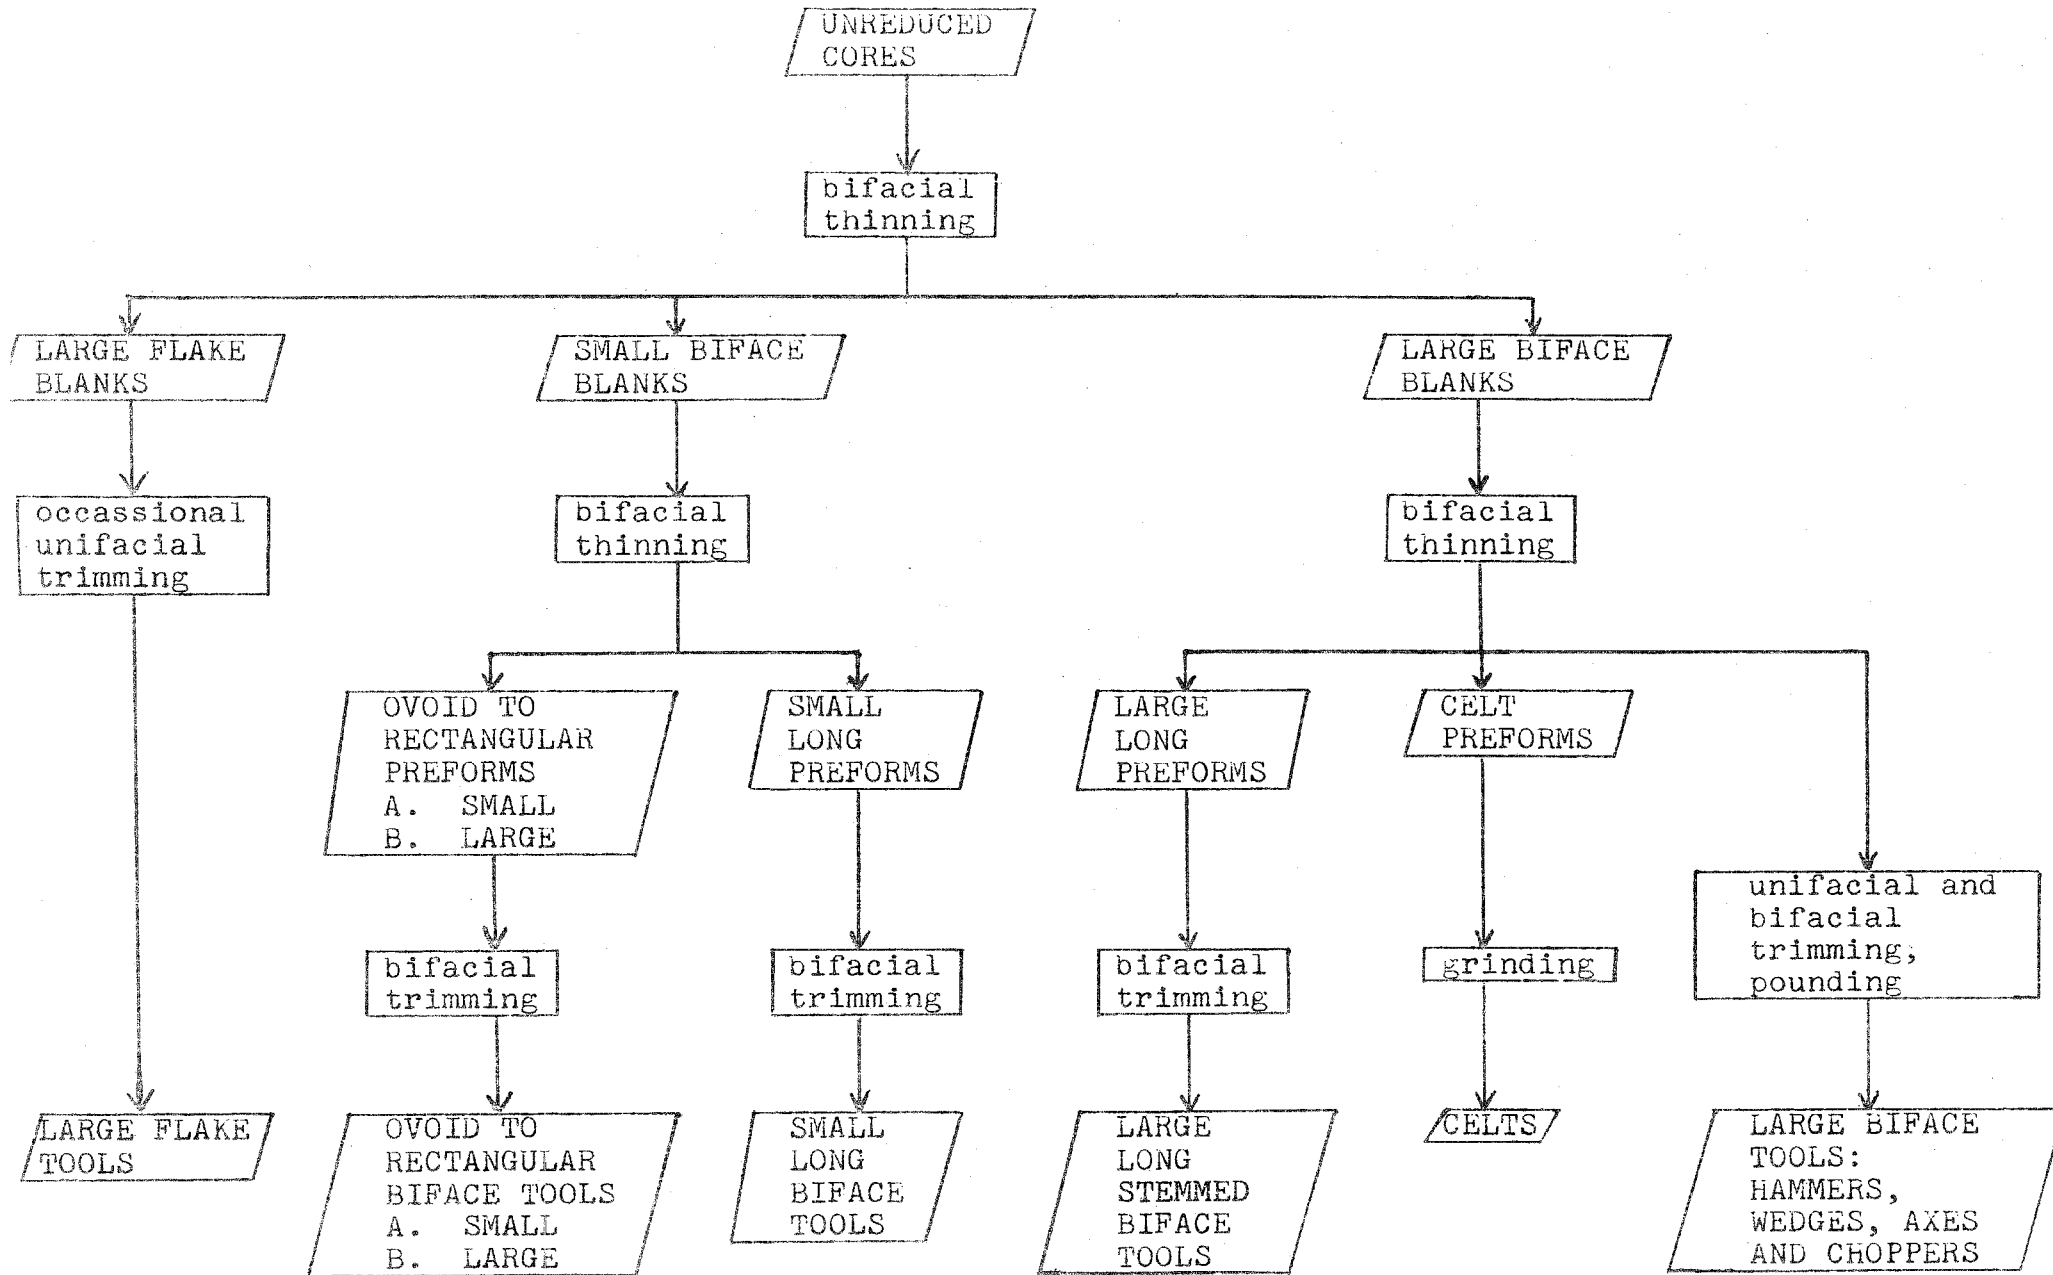 UNREDUCED
CORES
bifacial
thinning
LARGE FLAKE
BLANKS
SMALL BIFACE
BLANKS
LARGE BIFACE
BLANKS
occassional
unifacial
trimming
bifacial
thinning
bifacial
thinning
OVOID TO
RECTANGULAR
PREFORMS
A. SMALL
B. LARGE
SMALL
LONG
PREFORMS
LARGE
LONG
PREFORMS
CELT
PREFORMS
unifacial and
bifacial
trimming,
pounding
bifacial
trimming
bifacial
trimming
bifacial
trimming
grinding
LARGE FLAKE
TOOLS
OVOID TO
RECTANGULAR
BIFACE TOOLS
A. SMALL
B. LARGE
SMALL
LONG
BIFACE
TOOLS
LARGE
LONG
STEMMED
BIFACE
TOOLS
CELTS
LARGE BIFACE
TOOLS:
HAMMERS,
WEDGES, AXES
AND CHOPPERS